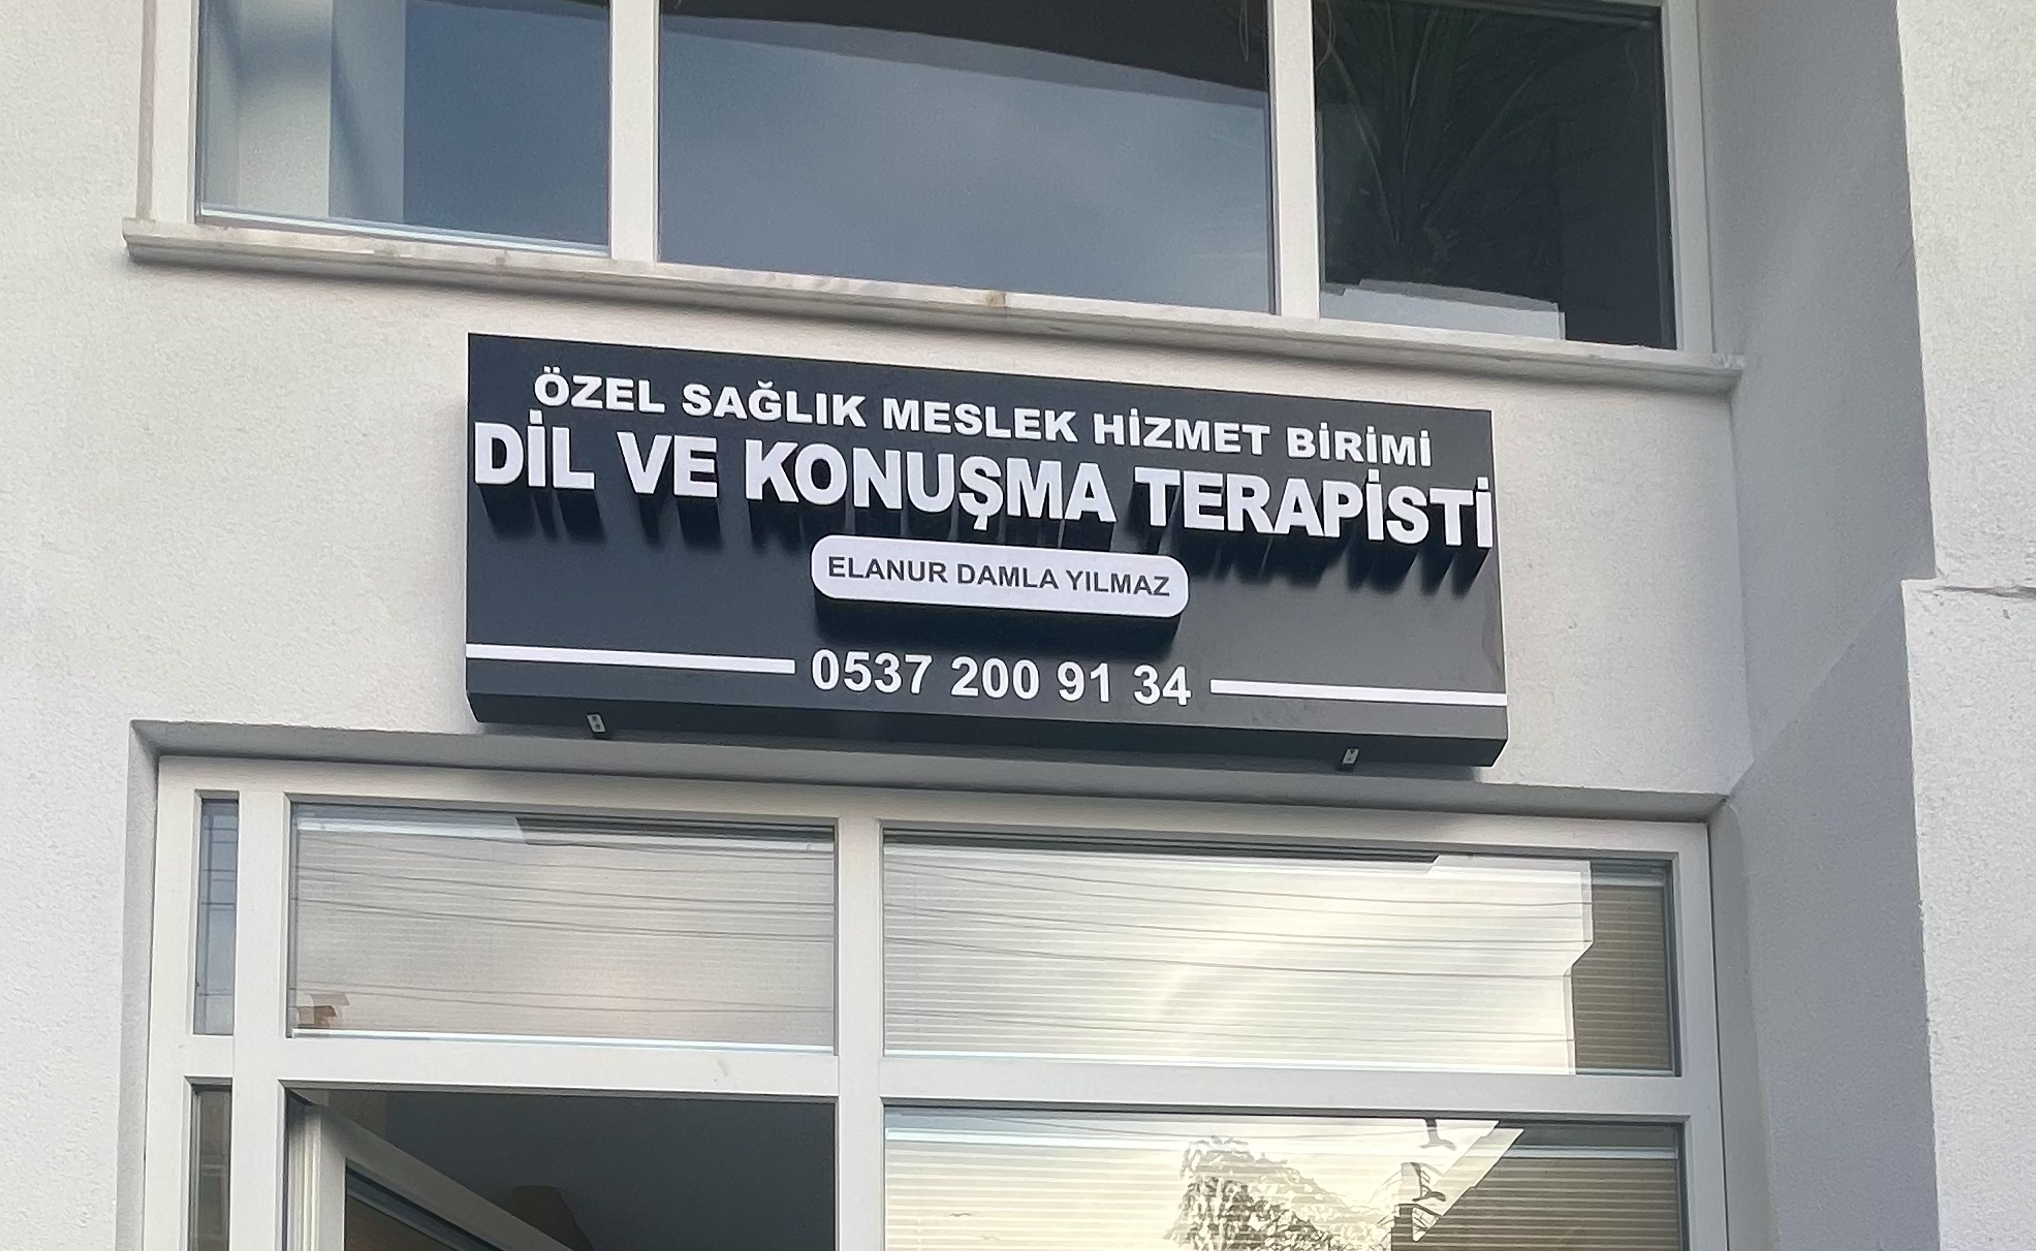 ÖZEL SAĞLIK MESLEK HİZMET BİRİMİ
DİL VE KONUŞMA TERAPİSTİ
ELANUR DAMLA YILMAZ
0537 200 91 34